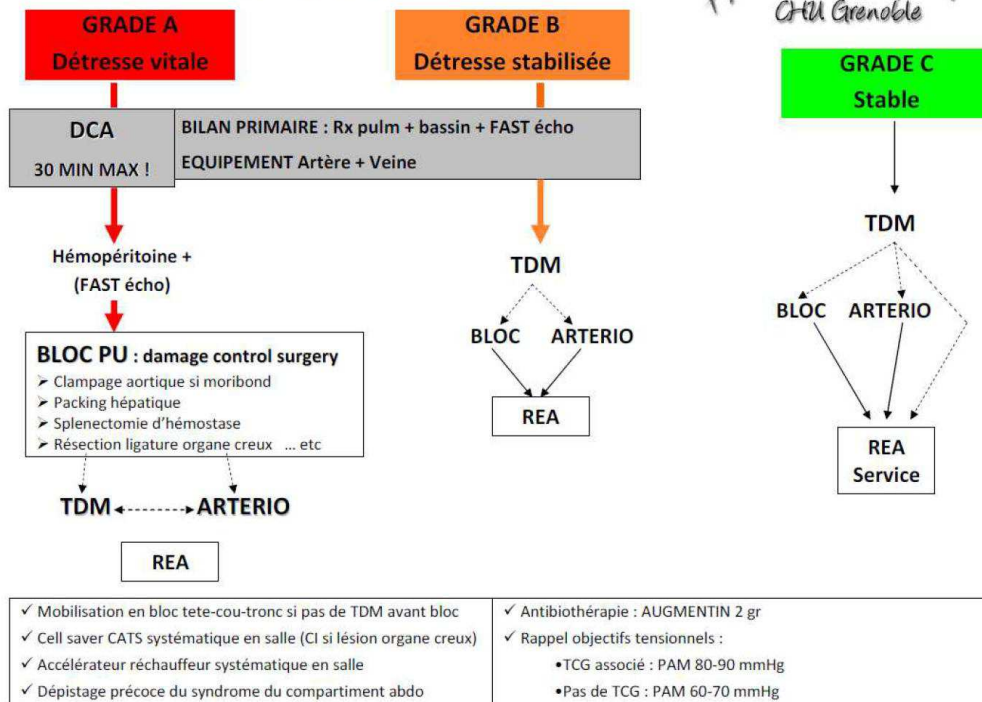 CHU Grenoble
GRADE A
Détresse vitale
GRADE B
Détresse stabilisée
GRADE C
Stable
DCA
30 MIN MAX !
BILAN PRIMAIRE : Rx pulm + bassin + FAST écho
EQUIPEMENT Artère + Veine
Hémopéritoine +
(FAST écho)
BLOC PU : damage control surgery
➤ Clampage aortique si moribond
➤ Packing hépatique
➤ Splenectomie d’hémostase
➤ Résection ligature organe creux ... etc
TDM
ARTERIO
REA
TDM
BLOC
ARTERIO
REA
TDM
BLOC
ARTERIO
REA
Service
✓ Mobilisation en bloc tete-cou-tronc si pas de TDM avant bloc
✓ Cell saver CATS systématique en salle (CI si lésion organe creux)
✓ Accélérateur réchauffeur systématique en salle
✓ Dépistage précoce du syndrome du compartiment abdo
✓ Antibiothérapie : AUGMENTIN 2 gr
✓ Rappel objectifs tensionnels :
•TCG associé : PAM 80-90 mmHg
•Pas de TCG : PAM 60-70 mmHg